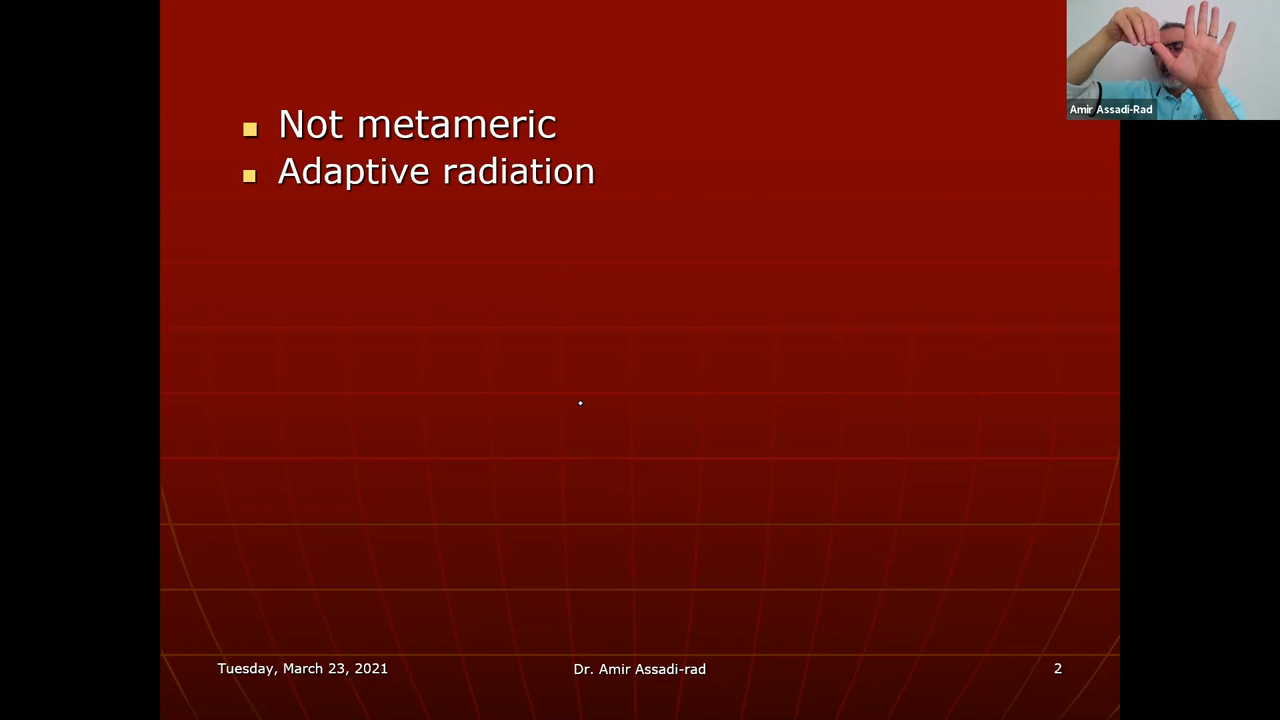 Not metameric
Adaptive radiation
Amir Assadi-Rad
Tuesday, March 23, 2021
Dr. Amir Assadi-rad
2